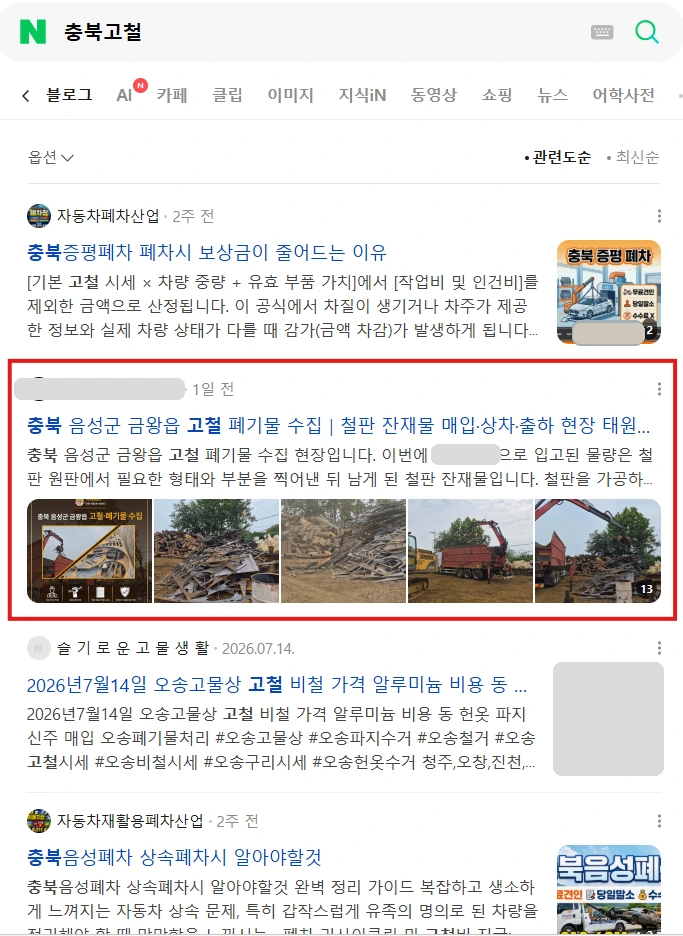 N 충북고철
블로그 AI N 카페 클립 이미지 지식iN 동영상 쇼핑 뉴스 어학사전
옵션 • 관련도순 • 최신순
자동차폐차산업 · 2주 전
충북증평폐차 폐차시 보상금이 줄어드는 이유
[기본 고철 시세 × 차량 중량 + 유효 부품 가치]에서 [작업비 및 인건비]를
제외한 금액으로 산정됩니다. 이 공식에서 차질이 생기거나 차주가 제공
한 정보와 실제 차량 상태가 다를 때 감가(금액 차감)가 발생하게 됩니다...
충북 증평 폐차
무료견인
당일말소
수수료 X
2
1일 전
충북 음성군 금왕읍 고철 폐기물 수집 | 철판 잔재물 매입·상차·출하 현장 태원...
충북 음성군 금왕읍 고철 폐기물 수집 현장입니다. 이번에
으로 입고된 물량은 철
판 원판에서 필요한 형태와 부분을 찍어낸 뒤 남게 된 철판 잔재물입니다. 철판을 가공하...
충북 음성군 금왕읍 고철·폐기물 수집
13
N 슬기로운고물생활 · 2026.07.14.
2026년7월14일 오송고물상 고철 비철 가격 알루미늄 비용 동 ...
2026년7월14일 오송고물상 고철 비철 가격 알루미늄 비용 동 헌옷 파지
신주 매입 오송폐기물처리 #오송고물상 #오송파지수거 #오송철거 #오송
고철시세 #오송비철시세 #오송구리시세 #오송헌옷수거 청주,오창,진천,...
자동차재활용폐차산업 · 2주 전
충북음성폐차 상속폐차시 알아야할것
충북음성폐차 상속폐차시 알아야할것 완벽 정리 가이드 복잡하고 생소하
게 느껴지는 자동차 상속 문제, 특히 갑작스럽게 유족의 명의로 된 차량을
북음성폐
료견인 당일말소 수수